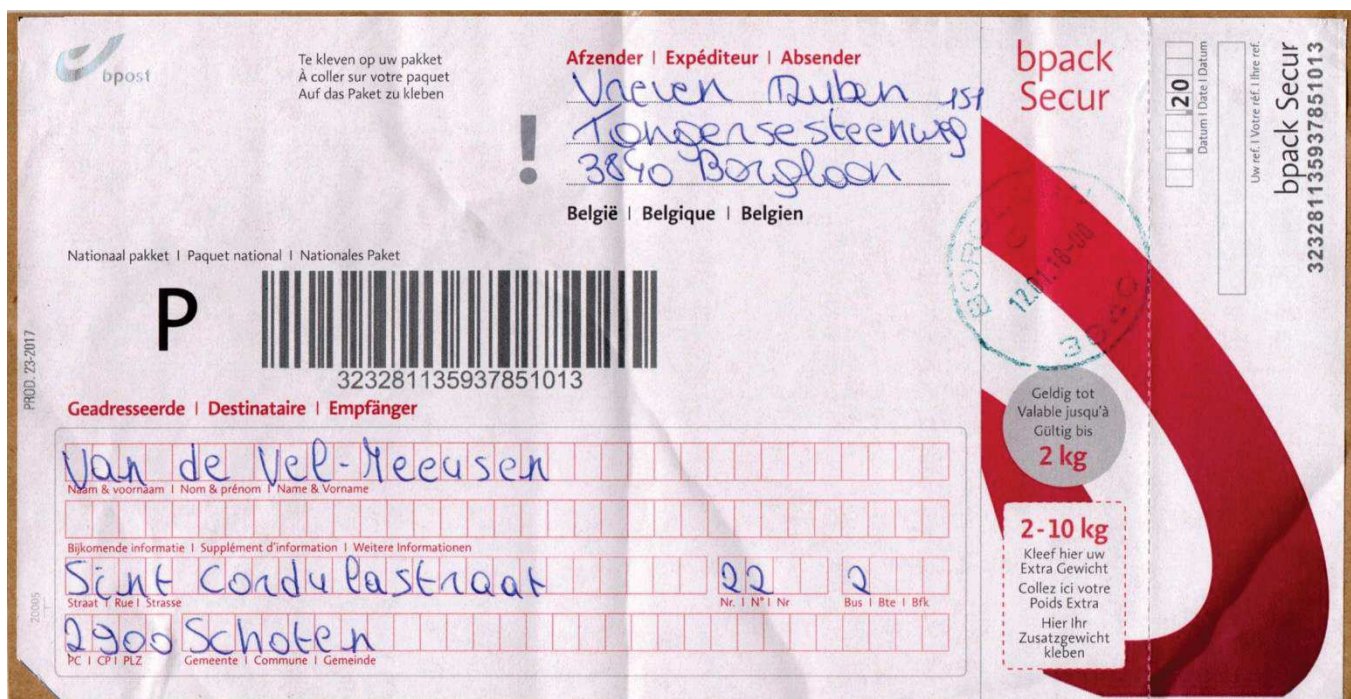 bpost
Te kleven op uw pakket
À coller sur votre paquet
Auf das Paket zu kleben
!
Afzender | Expéditeur | Absender
Vreven Ruben 151
Tongersesteenweg
3840 Borgloon
België | Belgique | Belgien
Nationaal pakket | Paquet national | Nationales Paket
P
323281135937851013
PROD. 23-2017
20005
Geadresseerde | Destinataire | Empfänger
Van de Vel-Meeusen
Naam & voornaam | Nom & prénom | Name & Vorname
Bijkomende informatie | Supplément d'information | Weitere Informationen
Sint Cordulastraat 22 2
Straat | Rue | Strasse Nr. | N° | Nr Bus | Bte | Bfk
2900 Schoten
PC | CP | PLZ Gemeente | Commune | Gemeinde
bpack
Secur
12.01.18-00
3840
Geldig tot
Valable jusqu'à
Gültig bis
2 kg
2-10 kg
Kleef hier uw
Extra Gewicht
Collez ici votre
Poids Extra
Hier Ihr
Zusatzgewicht
kleben
20
Datum | Date | Datum
Uw ref. | Votre réf. | Ihre ref.
bpack Secur
323281135937851013